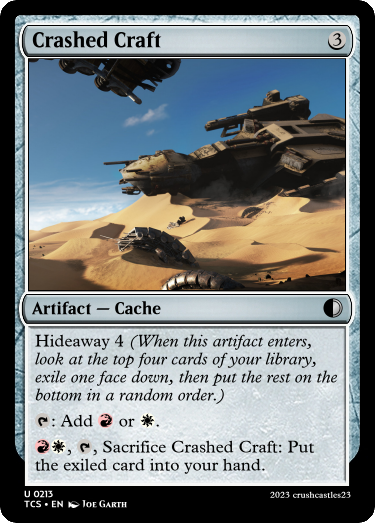 Crashed Craft 3
Artifact — Cache
Hideaway 4 (When this artifact enters,
look at the top four cards of your library,
exile one face down, then put the rest on the
bottom in a random order.)
: Add or .
, , Sacrifice Crashed Craft: Put
the exiled card into your hand.
U 0213
TCS • EN Joe Garth
2023 crushcastles23